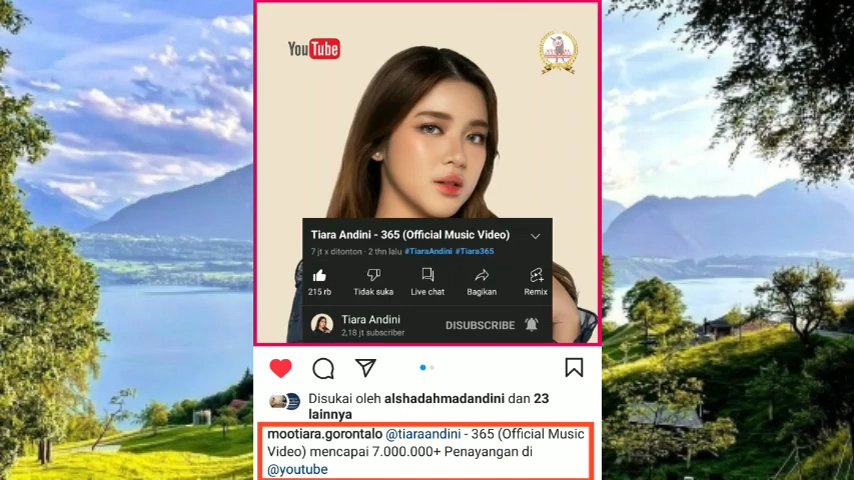 YouTube
Tiara Andini - 365 (Official Music Video)
7 jt x ditonton · 2 thn lalu #TiaraAndini #Tiara365
215 rb
Tidak suka
Live chat
Bagikan
Remix
Tiara Andini
2,18 jt subscriber
DISUBSCRIBE
Disukai oleh alshadahmadandini dan 23
lainnya
mootiara.gorontalo @tiaraandini - 365 (Official Music
Video) mencapai 7.000.000+ Penayangan di
@youtube